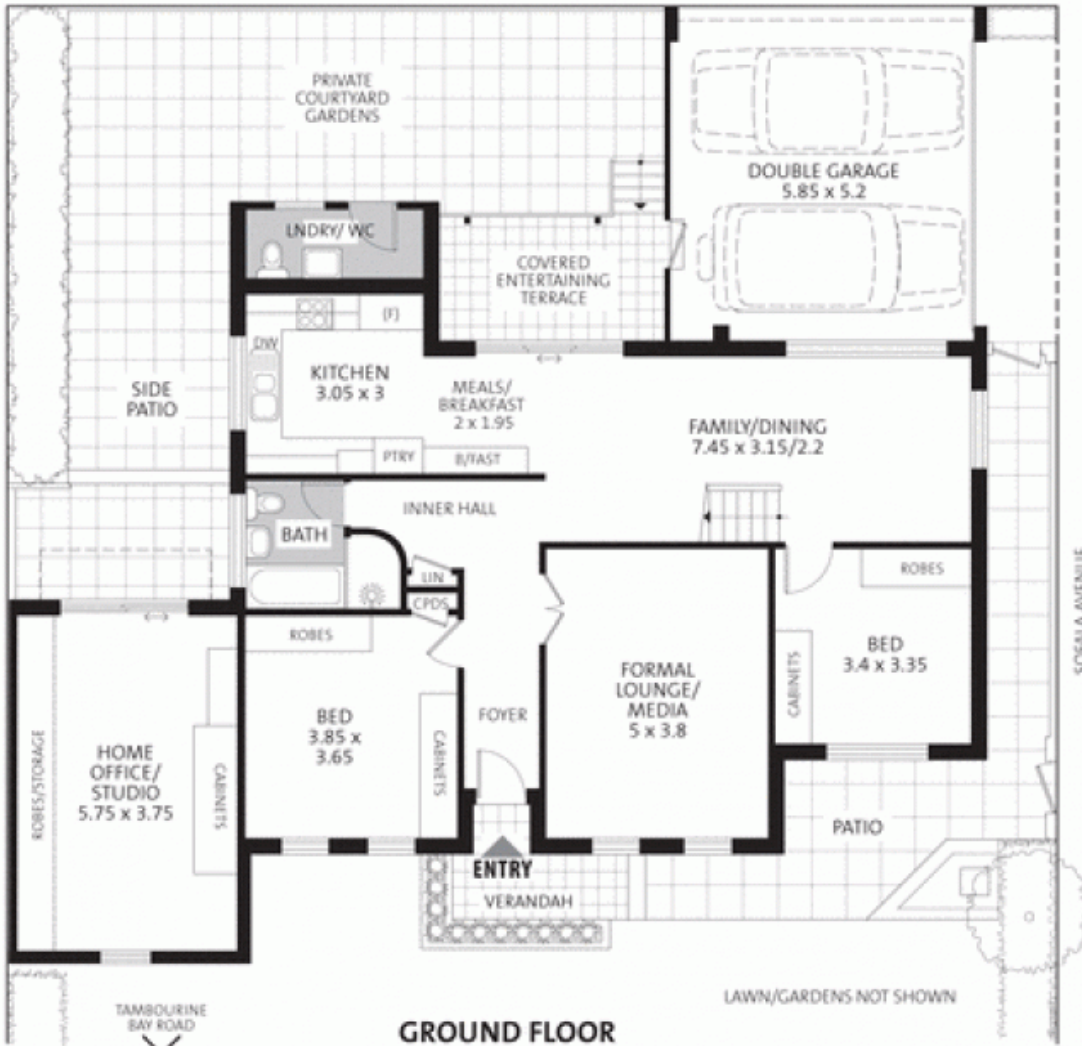 PRIVATE
COURTYARD
GARDENS
DOUBLE GARAGE
5.85 x 5.2
LNDRY/ WC
COVERED
ENTERTAINING
TERRACE
(F)
DW
KITCHEN
3.05 x 3
MEALS/
BREAKFAST
2 x 1.95
SIDE
PATIO
FAMILY/DINING
7.45 x 3.15/2.2
PTRY
B/FAST
INNER HALL
BATH
LIN
CPDS
ROBES
ROBES
BED
3.4 x 3.35
CABINETS
SOFALA AVENUE
FORMAL
LOUNGE/
MEDIA
5 x 3.8
BED
3.85 x
3.65
CABINETS
FOYER
HOME
OFFICE/
STUDIO
5.75 x 3.75
ROBES/STORAGE
CABINETS
PATIO
ENTRY
VERANDAH
LAWN/GARDENS NOT SHOWN
TAMBOURINE
BAY ROAD
GROUND FLOOR